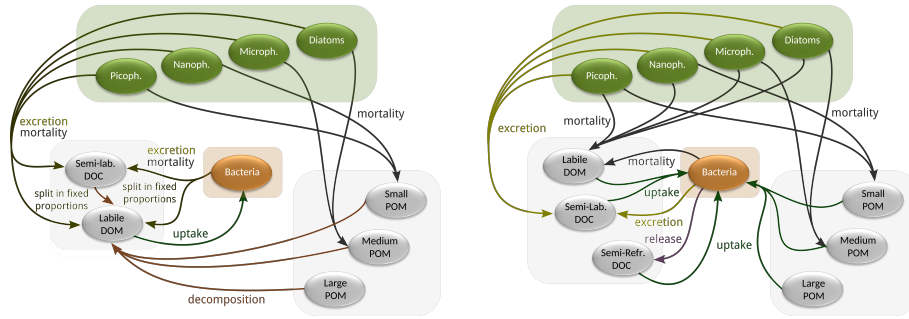 Diatoms
Microph.
Nanoph.
Picoph.
mortality
excretion
mortality
excretion
mortality
Semi-lab.
DOC
Bacteria
split in fixed
proportions
split in fixed
proportions
Labile
DOM
uptake
Small
POM
Medium
POM
Large
POM
decomposition
Diatoms
Microph.
Nanoph.
Picoph.
mortality
mortality
excretion
Labile
DOM
mortality
Bacteria
uptake
Semi-Lab.
DOC
excretion
release
uptake
Semi-Refr.
DOC
Small
POM
Medium
POM
Large
POM